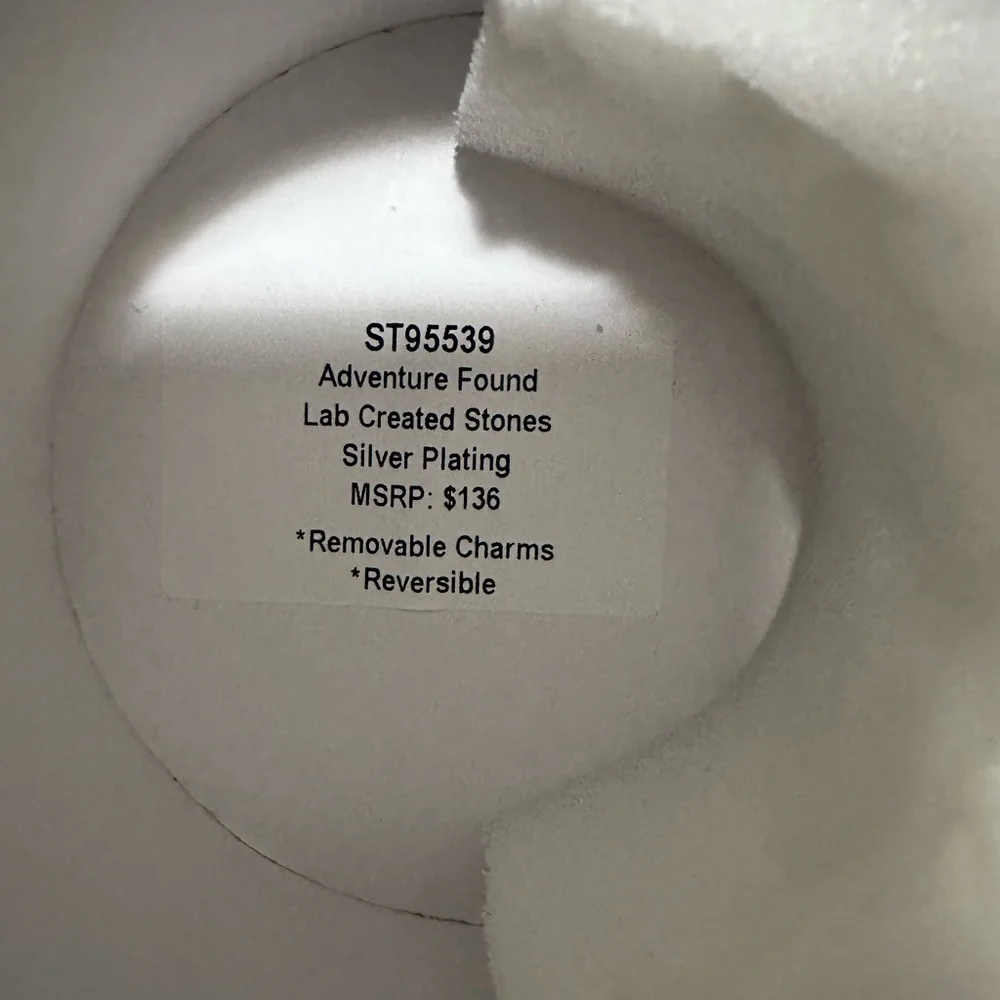 ST95539
Adventure Found
Lab Created Stones
Silver Plating
MSRP: $136
*Removable Charms
*Reversible